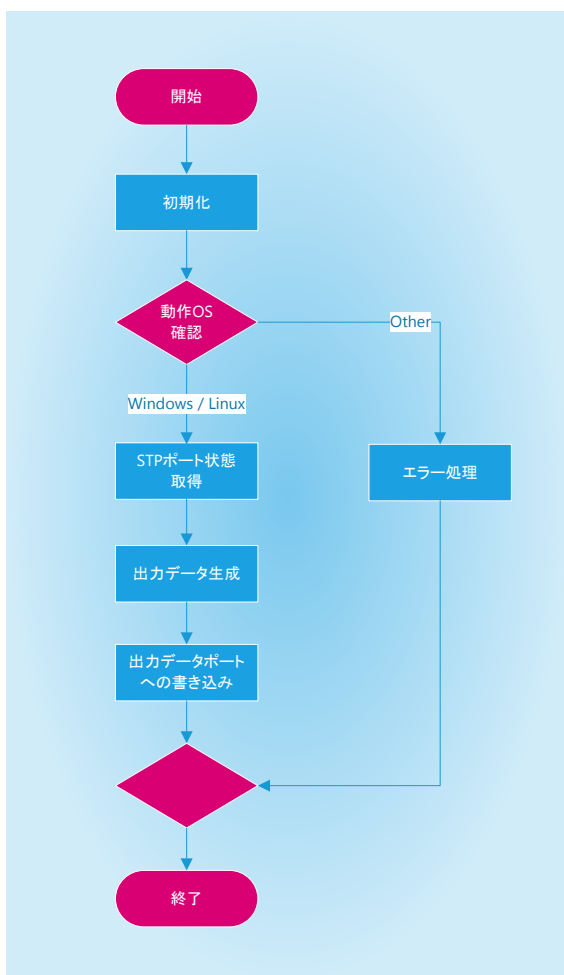 開始
初期化
動作OS
確認
Other
Windows / Linux
STPポート状態
取得
エラー処理
出力データ生成
出力データポート
への書き込み
終了